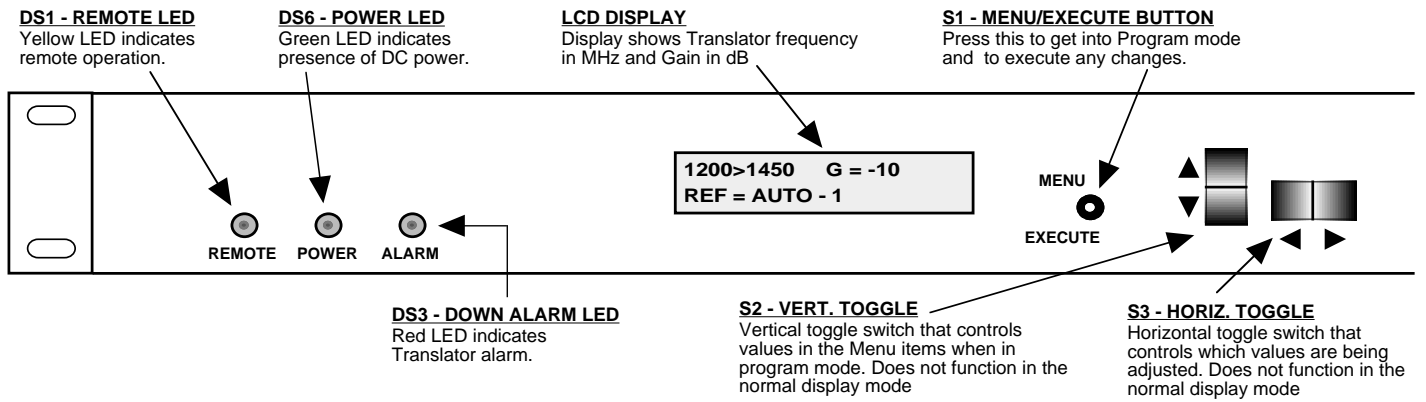 DS1 - REMOTE LED
Yellow LED indicates
remote operation.
DS6 - POWER LED
Green LED indicates
presence of DC power.
LCD DISPLAY
Display shows Translator frequency
in MHz and Gain in dB
S1 - MENU/EXECUTE BUTTON
Press this to get into Program mode
and  to execute any changes.
1200>1450 G = -10
REF = AUTO - 1
MENU
EXECUTE
REMOTE POWER ALARM
DS3 - DOWN ALARM LED
Red LED indicates
Translator alarm.
S2 - VERT. TOGGLE
Vertical toggle switch that controls
values in the Menu items when in
program mode. Does not function in the
normal display mode
S3 - HORIZ. TOGGLE
Horizontal toggle switch that
controls which values are being
adjusted. Does not function in the
normal display mode